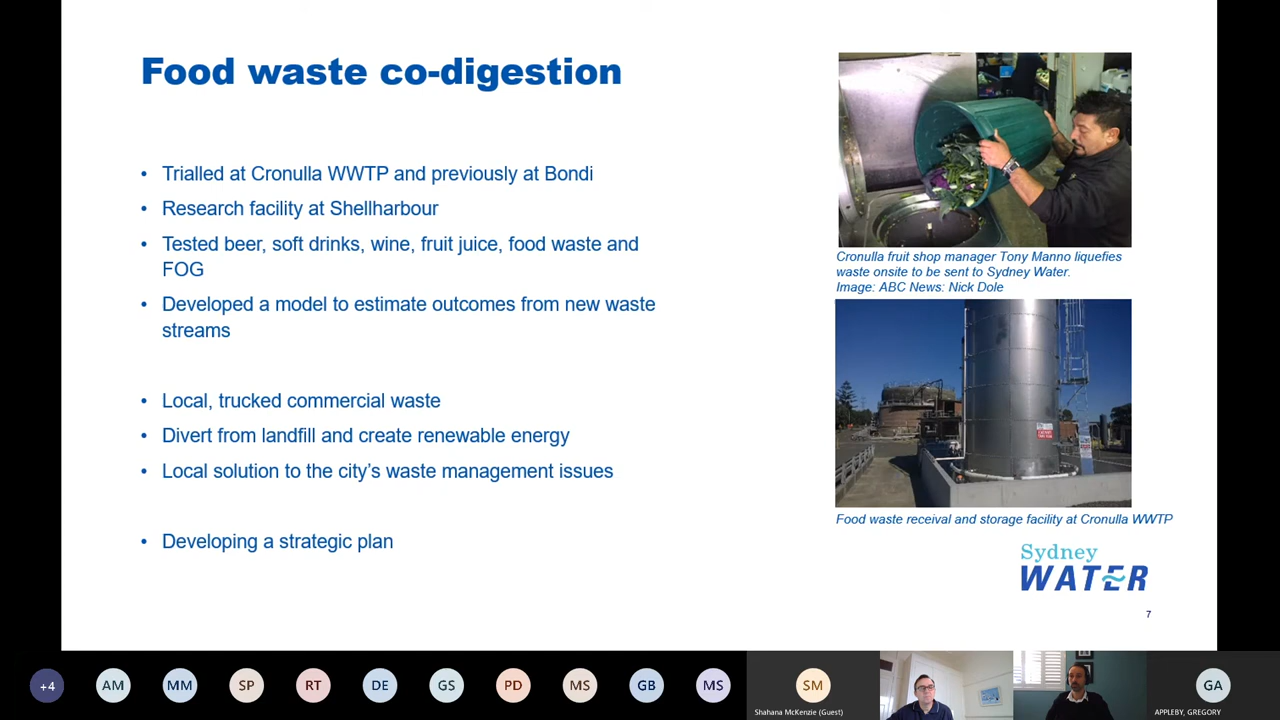 Food waste co-digestion
• Trialled at Cronulla WWTP and previously at Bondi
• Research facility at Shellharbour
• Tested beer, soft drinks, wine, fruit juice, food waste and
FOG
• Developed a model to estimate outcomes from new waste
streams
• Local, trucked commercial waste
• Divert from landfill and create renewable energy
• Local solution to the city's waste management issues
• Developing a strategic plan
Cronulla fruit shop manager Tony Manno liquefies
waste onsite to be sent to Sydney Water.
Image: ABC News: Nick Dole
Food waste receival and storage facility at Cronulla WWTP
Sydney
WATER
7
+4
AM
MM
SP
RT
DE
GS
PD
MS
GB
MS
SM
Shahana McKenzie (Guest)
GA
APPLEBY, GREGORY